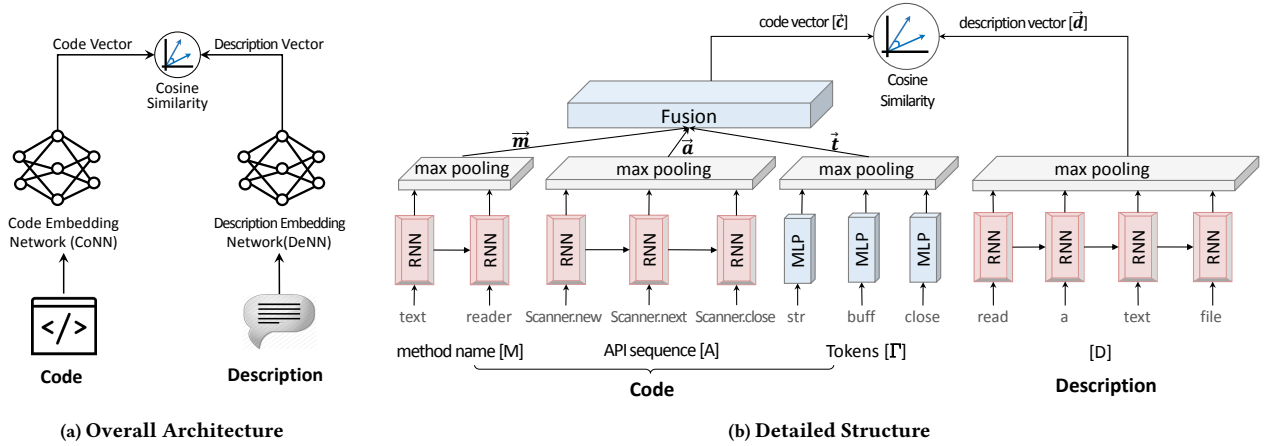 Code Vector
Description Vector
Cosine
Similarity
Code Embedding
Network (CoNN)
Description Embedding
Network(DeNN)
</>
Code
Description
(a) Overall Architecture
code vector [c⃗]
description vector [d⃗]
Cosine
Similarity
Fusion
m⃗
a⃗
t⃗
max pooling
max pooling
max pooling
max pooling
RNN
RNN
RNN
RNN
RNN
MLP
MLP
MLP
RNN
RNN
RNN
RNN
text
reader
Scanner.new
Scanner.next
Scanner.close
str
buff
close
read
a
text
file
method name [M]
API sequence [A]
Tokens [Γ]
[D]
Code
Description
(b) Detailed Structure